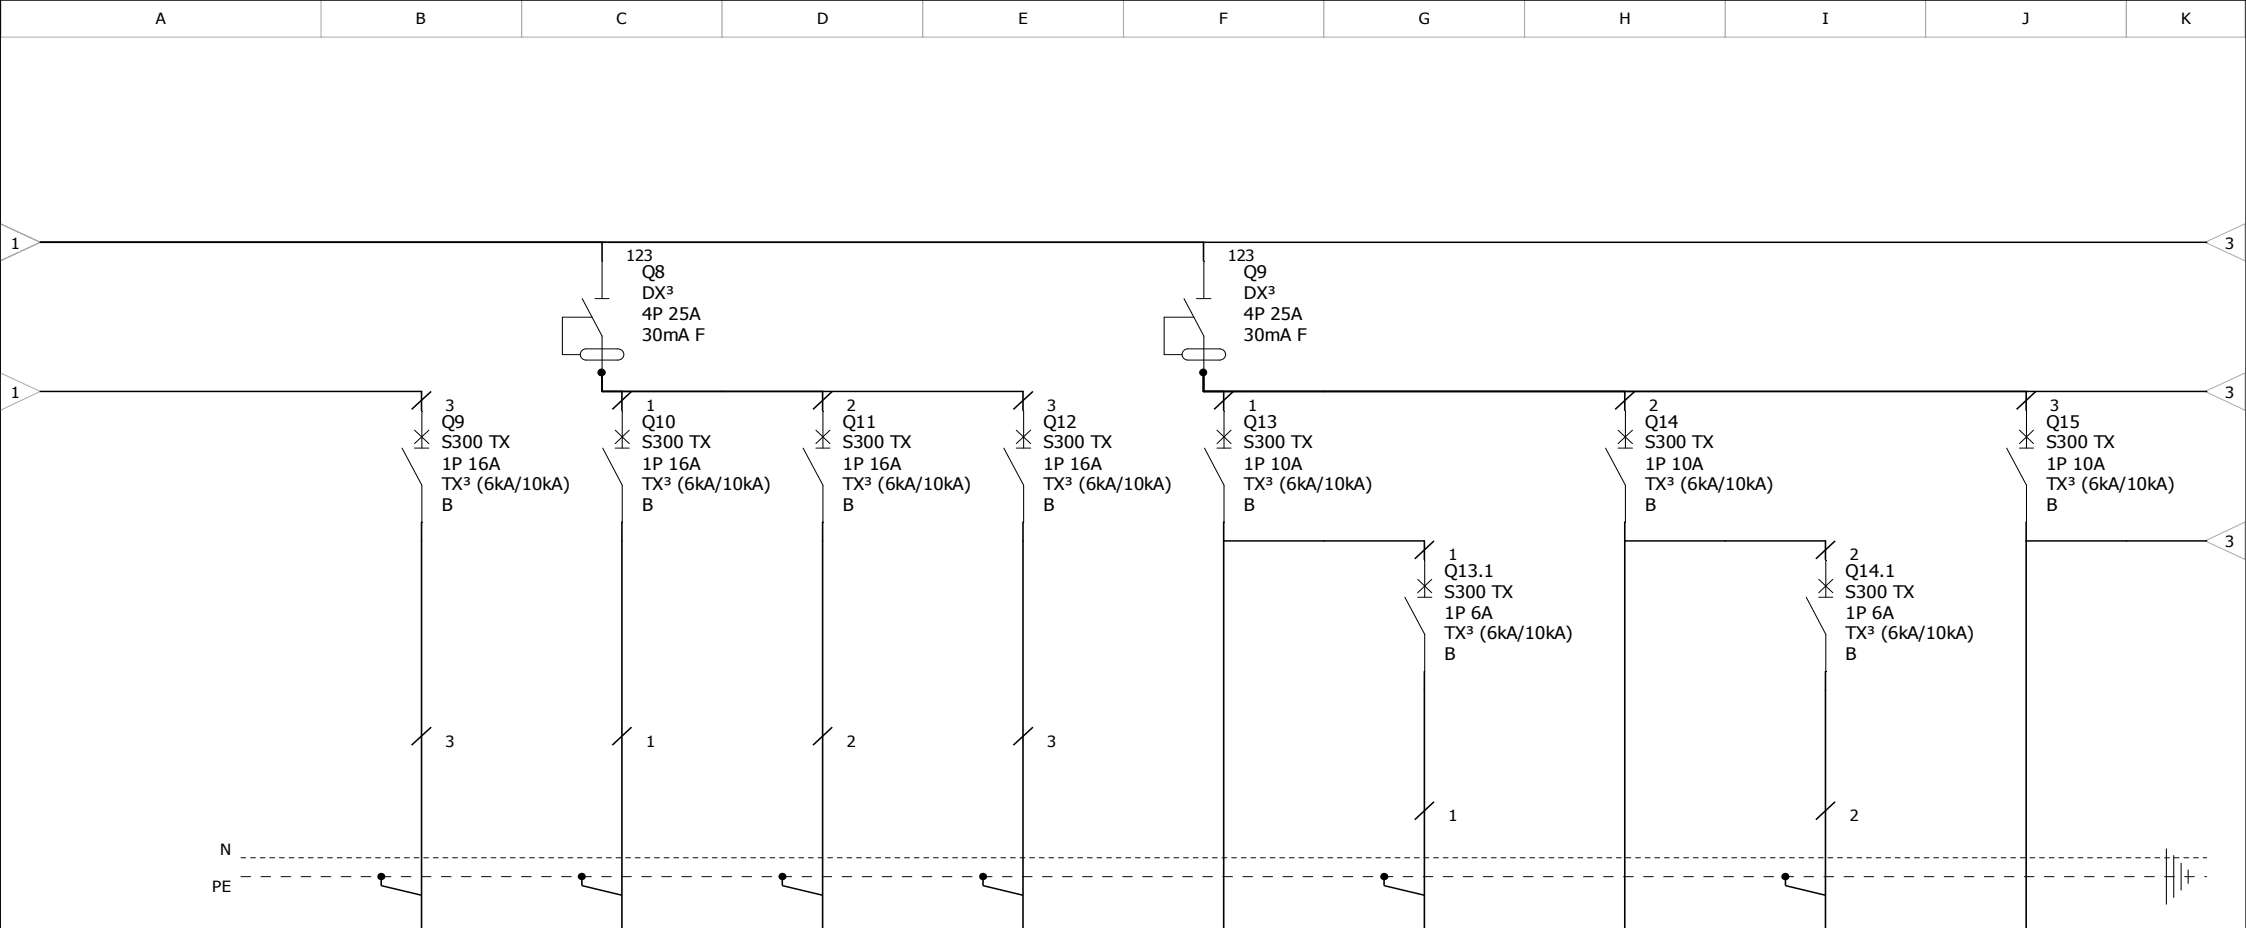 A B C D E F G H I J K
1
3
123
Q8
DX³
4P 25A
30mA F
123
Q9
DX³
4P 25A
30mA F
1
3
3
Q9
S300 TX
1P 16A
TX³ (6kA/10kA)
B
1
Q10
S300 TX
1P 16A
TX³ (6kA/10kA)
B
2
Q11
S300 TX
1P 16A
TX³ (6kA/10kA)
B
3
Q12
S300 TX
1P 16A
TX³ (6kA/10kA)
B
1
Q13
S300 TX
1P 10A
TX³ (6kA/10kA)
B
2
Q14
S300 TX
1P 10A
TX³ (6kA/10kA)
B
3
Q15
S300 TX
1P 10A
TX³ (6kA/10kA)
B
3
1
Q13.1
S300 TX
1P 6A
TX³ (6kA/10kA)
B
2
Q14.1
S300 TX
1P 6A
TX³ (6kA/10kA)
B
3
1
2
3
1
2
N
PE